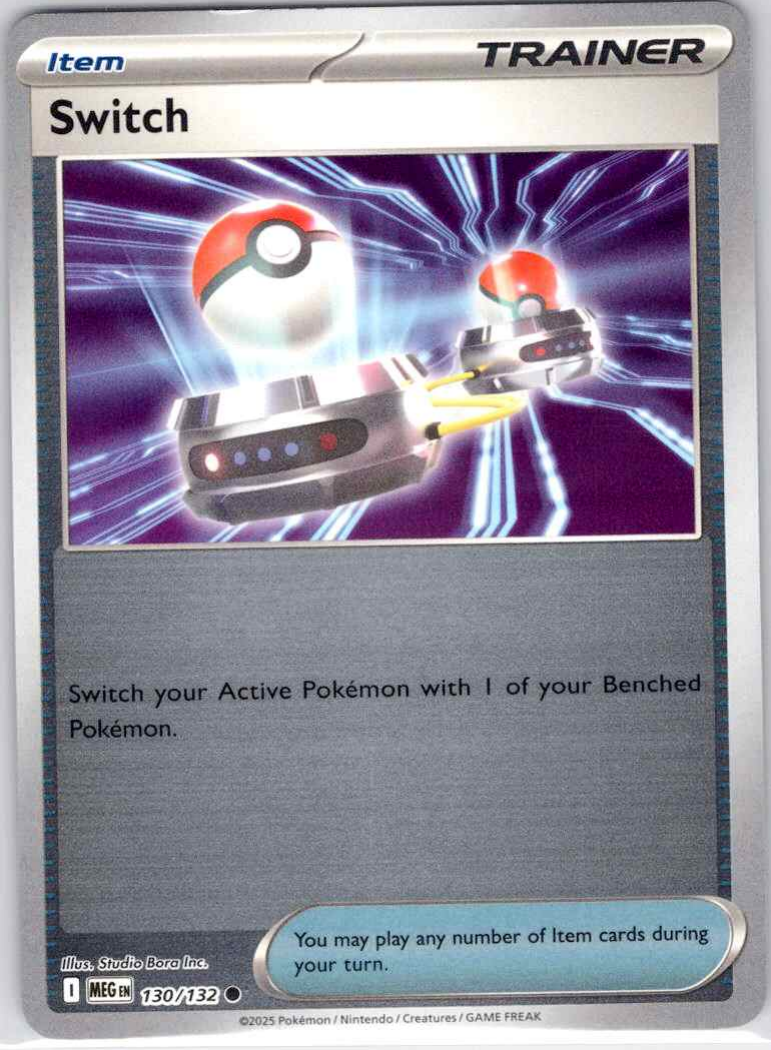 Item
TRAINER
Switch
Switch your Active Pokémon with 1 of your Benched
Pokémon.
You may play any number of Item cards during
your turn.
Illus. Studio Bora Inc.
I MEG EN 130/132
©2025 Pokémon / Nintendo / Creatures / GAME FREAK